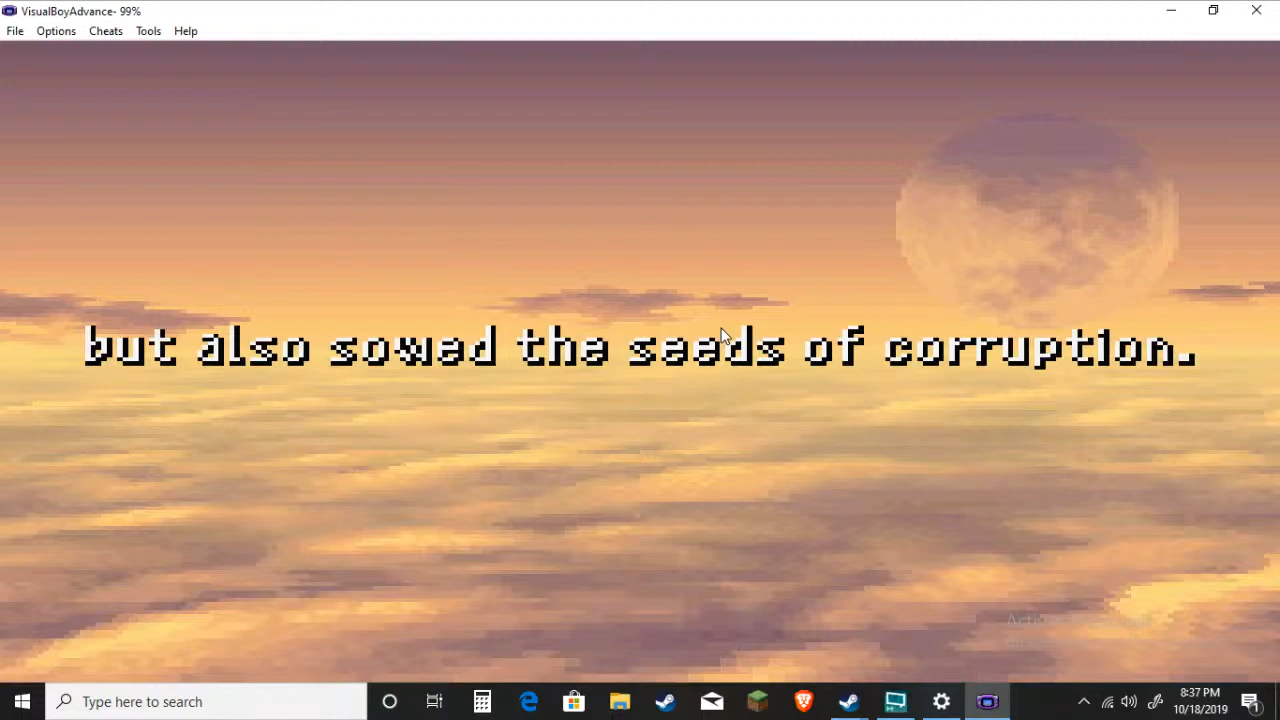 VisualBoyAdvance- 99%
File Options Cheats Tools Help
but also sowed the seeds of corruption.
Type here to search
8:37 PM
10/18/2019
1